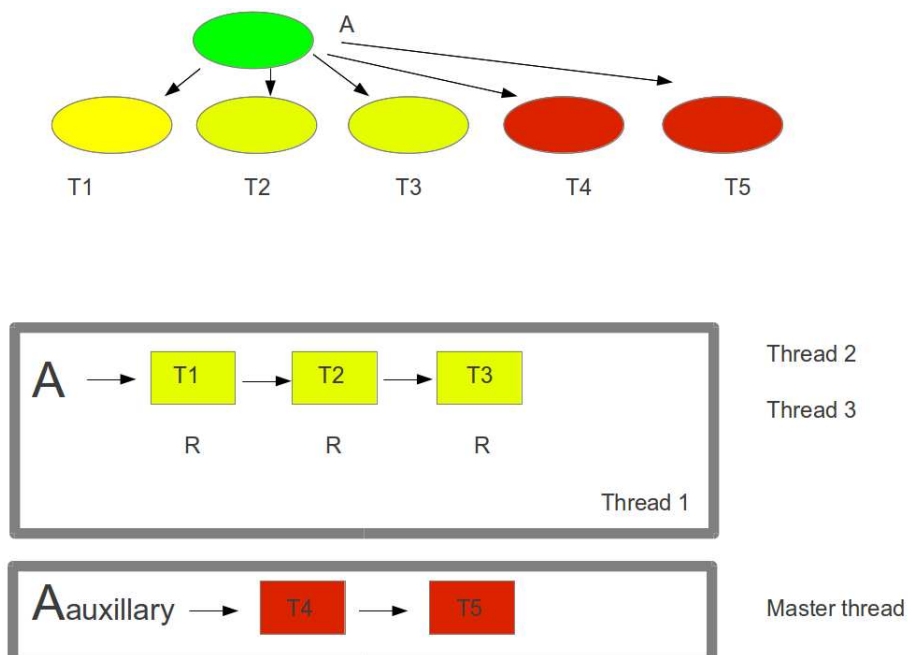 A
T1 T2 T3 T4 T5
A T1 T2 T3
Thread 2
Thread 3
R R R
Thread 1
Aauxillary T4 T5
Master thread